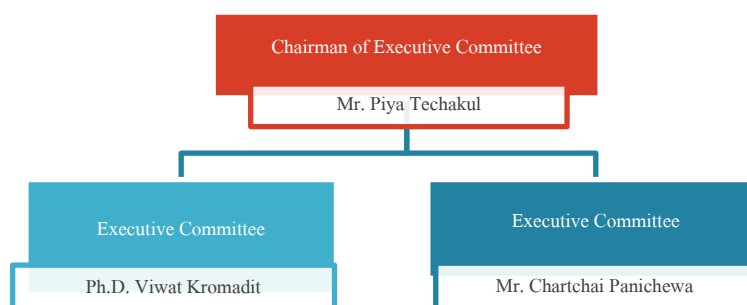 Chairman of Executive Committee
Mr. Piya Techakul
Executive Committee
Ph.D. Viwat Kromadit
Executive Committee
Mr. Chartchai Panichewa